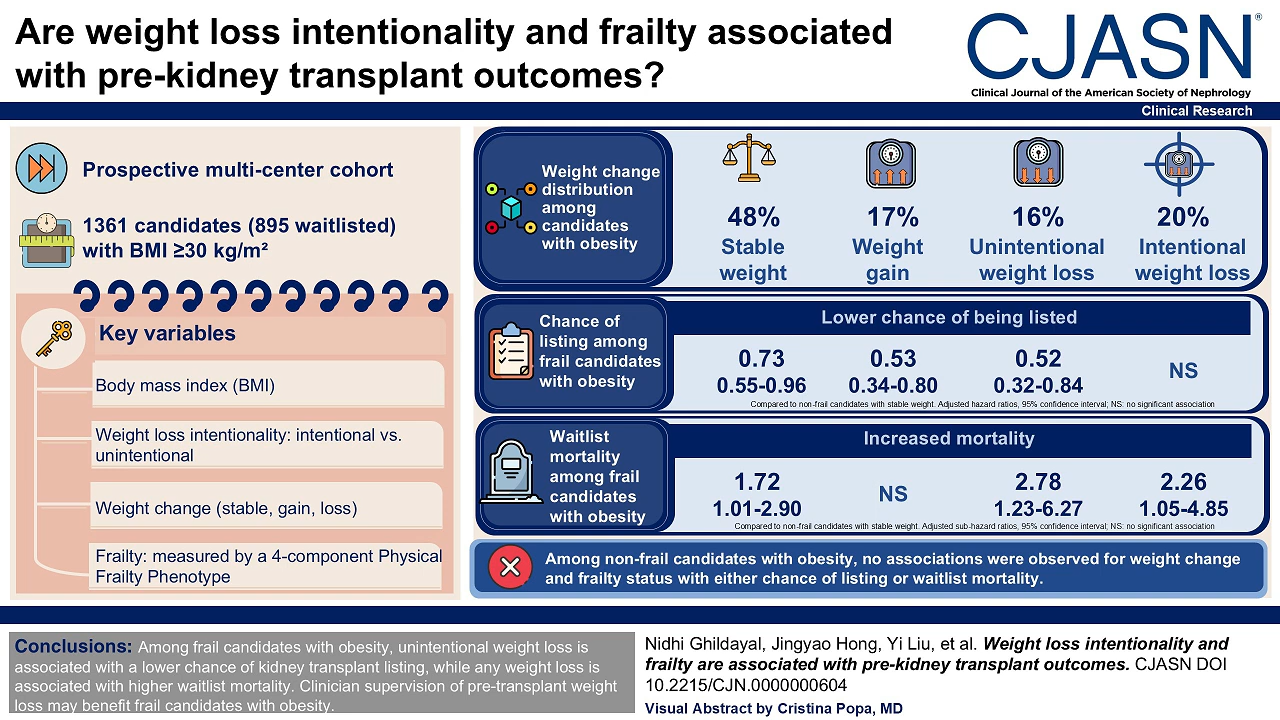 Are weight loss intentionality and frailty associated
with pre-kidney transplant outcomes?
CJASN®
Clinical Journal of the American Society of Nephrology
Clinical Research
Prospective multi-center cohort
1361 candidates (895 waitlisted)
with BMI ≥30 kg/m²
Key variables
Body mass index (BMI)
Weight loss intentionality: intentional vs.
unintentional
Weight change (stable, gain, loss)
Frailty: measured by a 4-component Physical
Frailty Phenotype
Weight change
distribution
among
candidates
with obesity
48% 17% 16% 20%
Stable Weight Unintentional Intentional
weight gain weight loss weight loss
Chance of
listing among
frail candidates
with obesity
Lower chance of being listed
0.73 0.53 0.52 NS
0.55-0.96 0.34-0.80 0.32-0.84
Compared to non-frail candidates with stable weight. Adjusted hazard ratios, 95% confidence interval; NS: no significant association
Waitlist
mortality
among frail
candidates
with obesity
Increased mortality
1.72 NS 2.78 2.26
1.01-2.90 1.23-6.27 1.05-4.85
Compared to non-frail candidates with stable weight. Adjusted sub-hazard ratios, 95% confidence interval; NS: no significant association
Among non-frail candidates with obesity, no associations were observed for weight change
and frailty status with either chance of listing or waitlist mortality.
Conclusions: Among frail candidates with obesity, unintentional weight loss is
associated with a lower chance of kidney transplant listing, while any weight loss is
associated with higher waitlist mortality. Clinician supervision of pre-transplant weight
loss may benefit frail candidates with obesity.
Nidhi Ghildayal, Jingyao Hong, Yi Liu, et al. Weight loss intentionality and
frailty are associated with pre-kidney transplant outcomes. CJASN DOI
10.2215/CJN.0000000604
Visual Abstract by Cristina Popa, MD